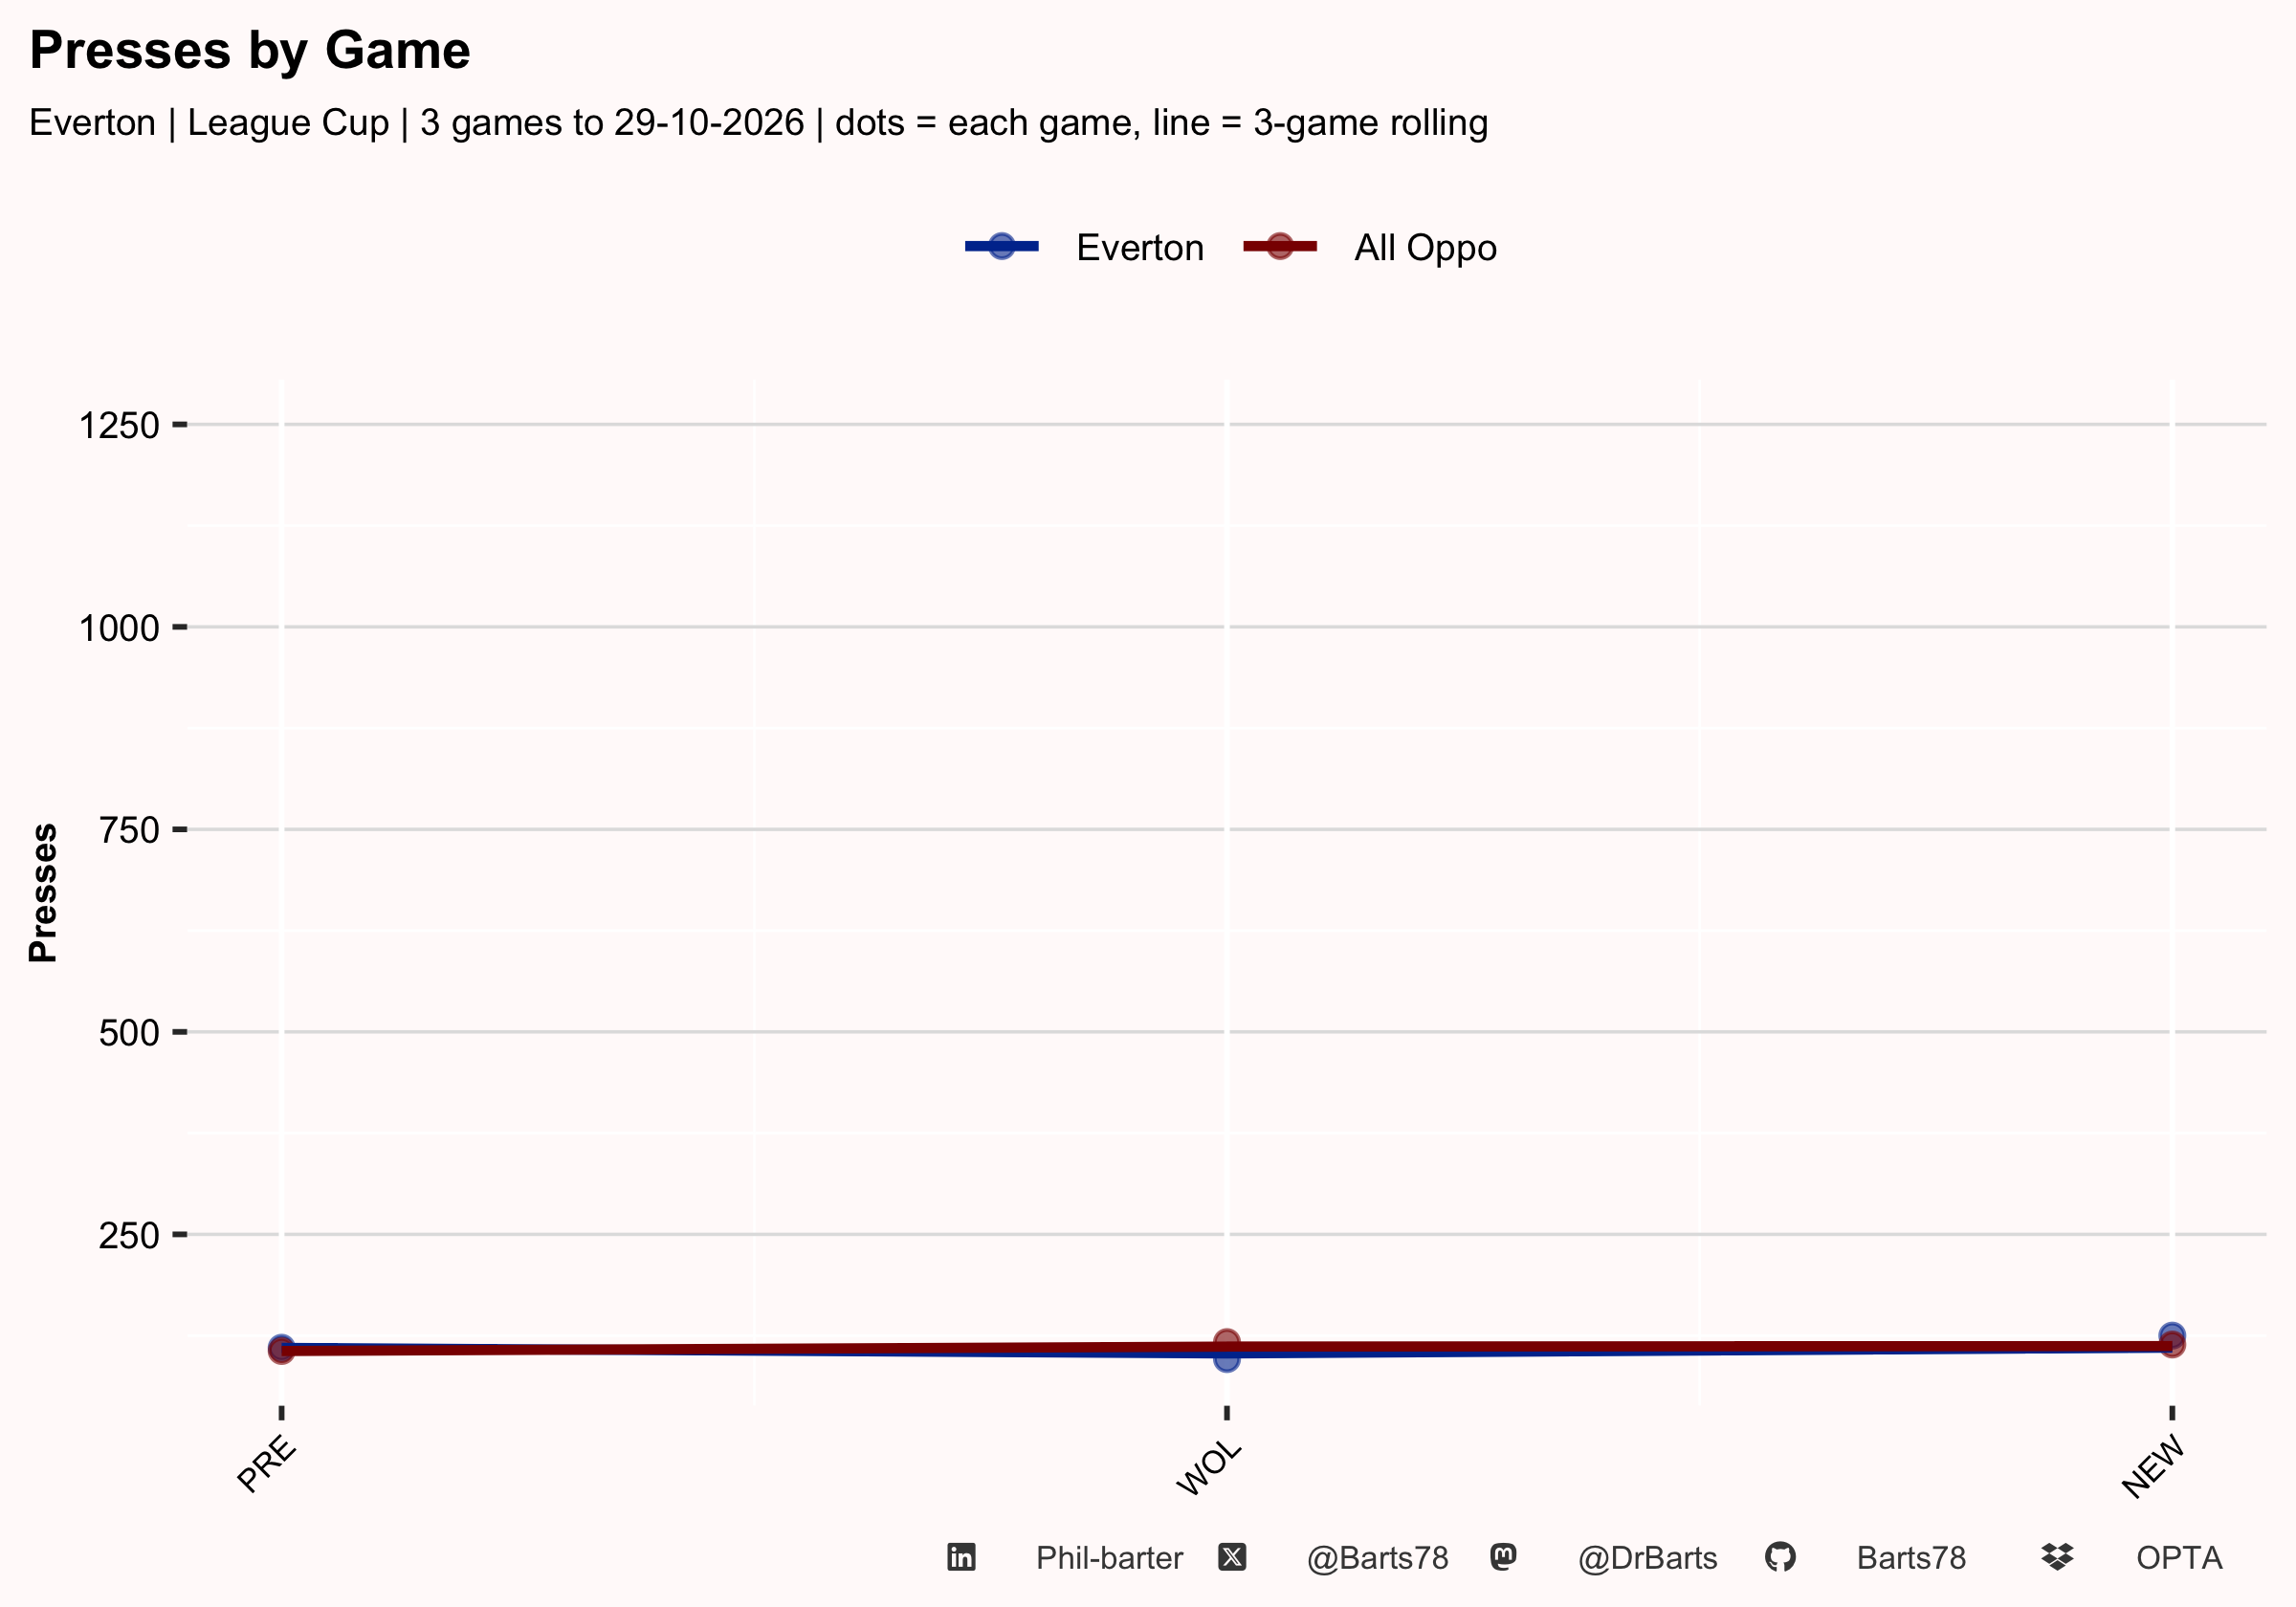 Presses by Game
Everton | League Cup | 3 games to 29-10-2026 | dots = each game, line = 3-game rolling
Everton All Oppo
1250
1000
750
500
250
Presses
PRE WOL NEW
Phil-barter @Barts78 @DrBarts Barts78 OPTA